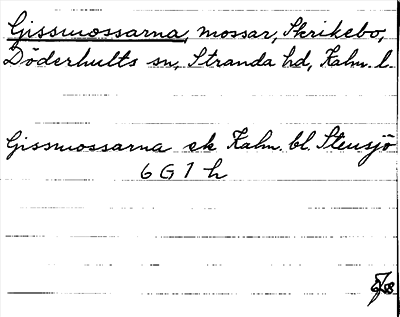 Gissmossarna, mossar, Skrikebo,
Döderhults sn, Stranda hd, Kalm. l.
Gissmossarna ek Kalm. bl. Stensjö
6 G 1 h